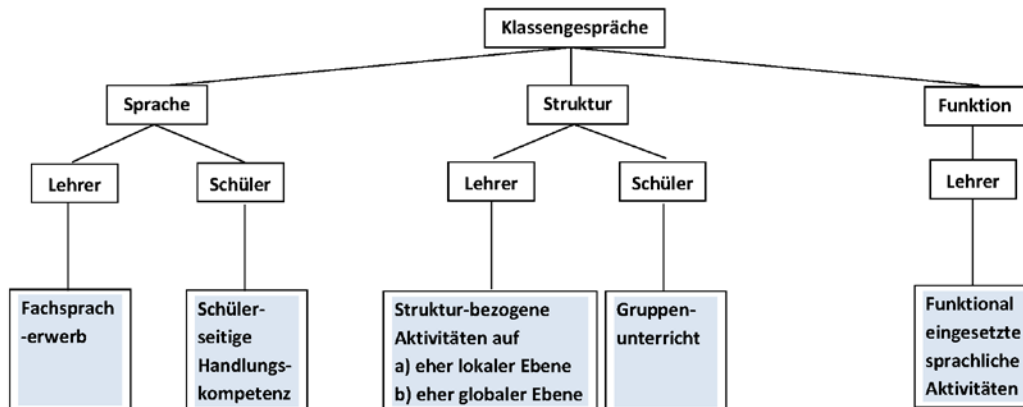 Klassengespräche
Sprache
Struktur
Funktion
Lehrer
Schüler
Lehrer
Schüler
Lehrer
Fachsprach
-erwerb
Schüler-
seitige
Handlungs-
kompetenz
Struktur-bezogene
Aktivitäten auf
a) eher lokaler Ebene
b) eher globaler Ebene
Gruppen-
unterricht
Funktional
eingesetzte
sprachliche
Aktivitäten